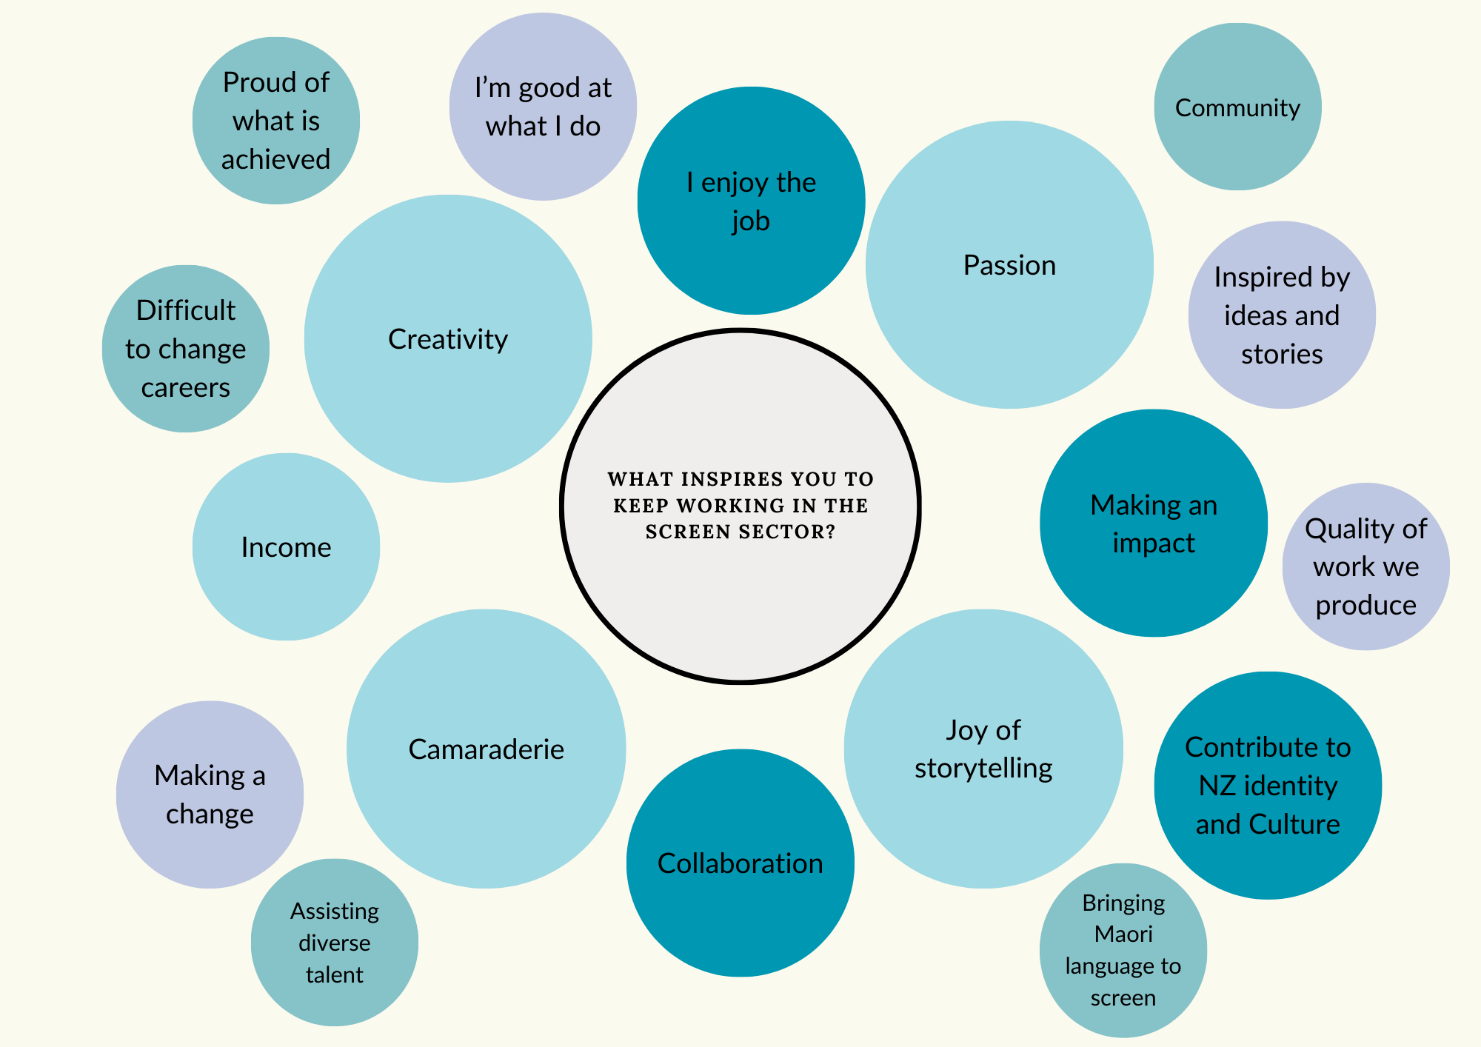 Proud of
what is
achieved
I'm good at
what I do
I enjoy the
job
Passion
Community
Inspired by
ideas and
stories
Creativity
Difficult
to change
careers
WHAT INSPIRES YOU TO
KEEP WORKING IN THE
SCREEN SECTOR?
Income
Making an
impact
Quality of
work we
produce
Camaraderie
Joy of
storytelling
Contribute to
NZ identity
and Culture
Making a
change
Collaboration
Assisting
diverse
talent
Bringing
Maori
language to
screen